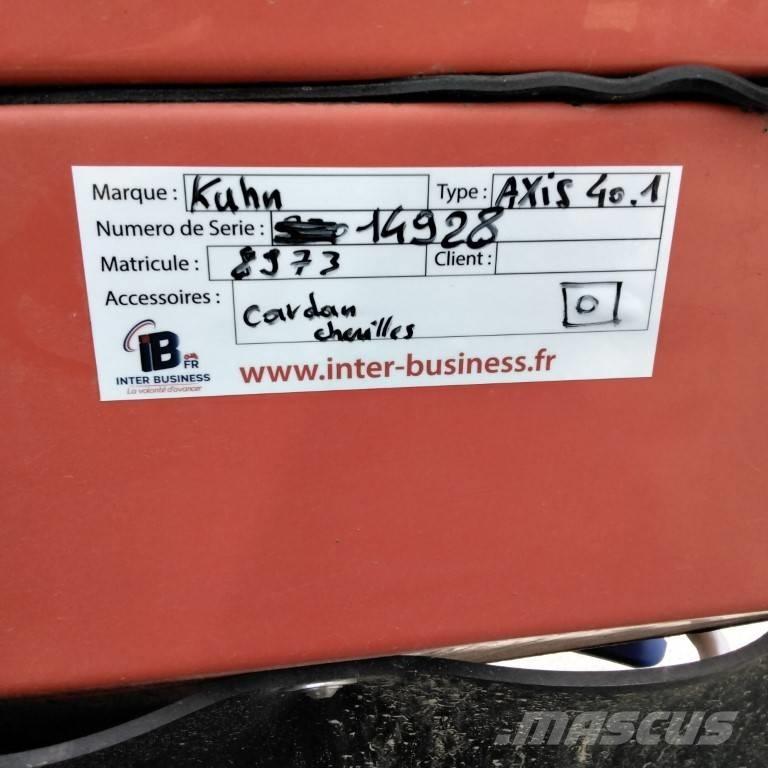 Marque : Kuhn Type : AXiS 40.1
Numero de Serie : 14928
Matricule : 8973 Client :
Accessoires : Cardan 0
chevilles
iB FR
INTER BUSINESS
La volonté d'avancer
www.inter-business.fr
MASCUS